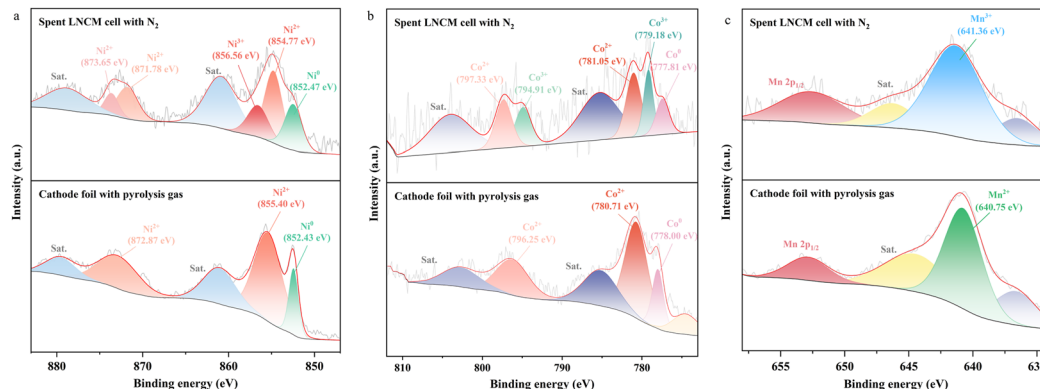 a
Spent LNCM cell with N₂
Ni²⁺
(854.77 eV)
Ni³⁺
(856.56 eV)
Ni²⁺
(873.65 eV)
Ni²⁺
(871.78 eV)
Sat.
Sat.
Ni⁰
(852.47 eV)
Cathode foil with pyrolysis gas
Ni²⁺
(855.40 eV)
Ni⁰
(852.43 eV)
Ni²⁺
(872.87 eV)
Sat.
Sat.
Intensity (a.u.)
880 870 860 850
Binding energy (eV)
b
Spent LNCM cell with N₂
Co³⁺
(779.18 eV)
Co²⁺
(781.05 eV)
Co⁰
(777.81 eV)
Co²⁺
(797.33 eV)
Co³⁺
(794.91 eV)
Sat.
Sat.
Cathode foil with pyrolysis gas
Co²⁺
(780.71 eV)
Co⁰
(778.00 eV)
Co²⁺
(796.25 eV)
Sat.
Sat.
Intensity (a.u.)
810 800 790 780
Binding energy (eV)
c
Spent LNCM cell with N₂
Mn³⁺
(641.36 eV)
Mn 2p₁/₂
Sat.
Cathode foil with pyrolysis gas
Mn²⁺
(640.75 eV)
Mn 2p₁/₂
Sat.
Intensity (a.u.)
655 650 645 640
Binding energy (eV)